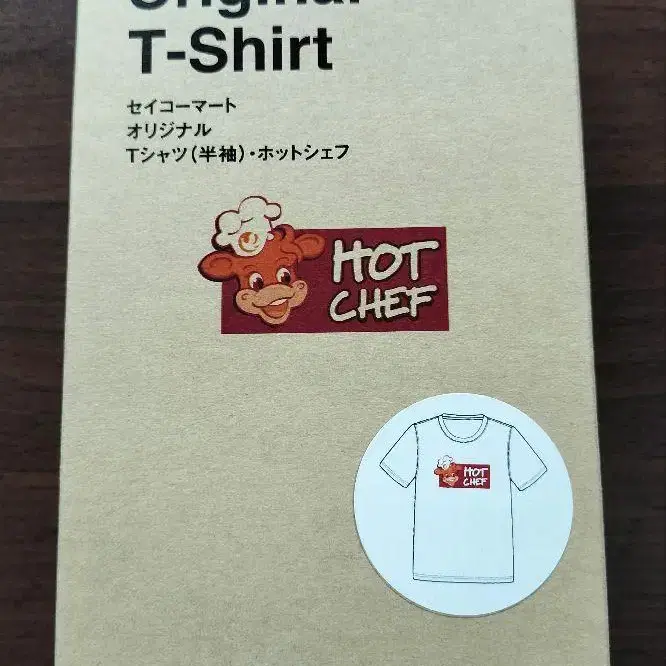 Original
T-Shirt
セイコーマート
オリジナル
Tシャツ(半袖)・ホットシェフ
HOT
CHEF
HOT
CHEF